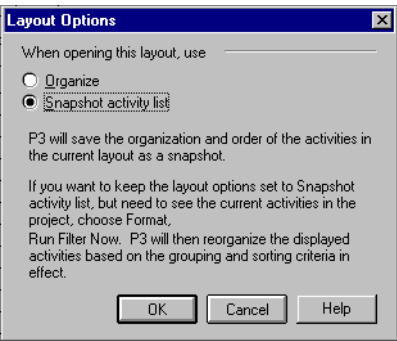 Layout Options
When opening this layout, use
Organize
Snapshot activity list
P3 will save the organization and order of the activities in
the current layout as a snapshot.
If you want to keep the layout options set to Snapshot
activity list, but need to see the current activities in the
project, choose Format,
Run Filter Now.  P3 will then reorganize the displayed
activities based on the grouping and sorting criteria in
effect.
OK
Cancel
Help